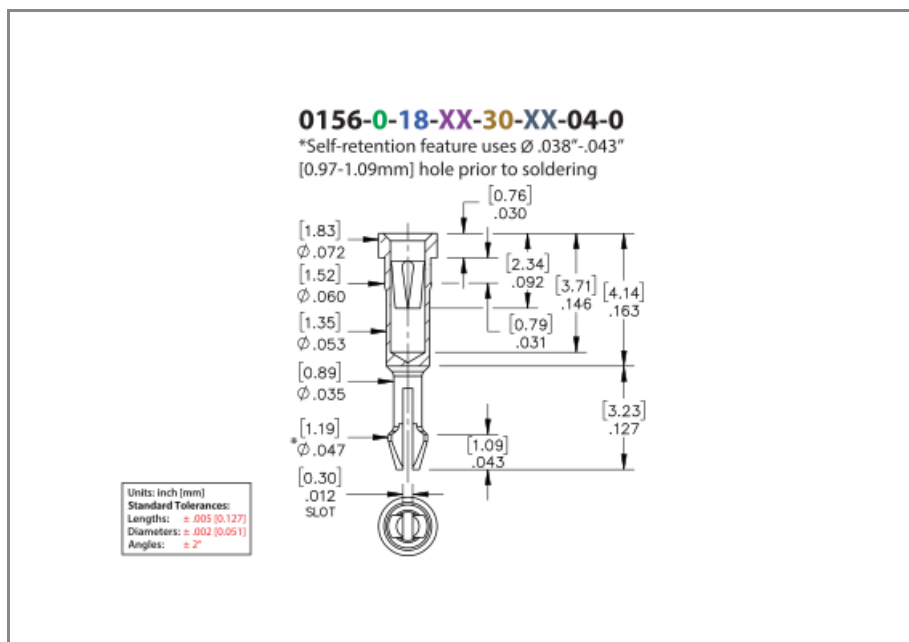 0156-0-18-XX-30-XX-04-0
*Self-retention feature uses Ø .038"-.043"
[0.97-1.09mm] hole prior to soldering
[0.76]
.030
[1.83]
Ø.072
[1.52]
Ø.060
[1.35]
Ø.053
[0.89]
Ø.035
[1.19]
*Ø.047
[0.30]
.012
SLOT
[2.34]
.092
[0.79]
.031
[3.71]
.146
[4.14]
.163
[3.23]
.127
[1.09]
.043
Units: inch [mm]
Standard Tolerances:
Lengths: ± .005 [0.127]
Diameters: ± .002 [0.051]
Angles: ± 2°